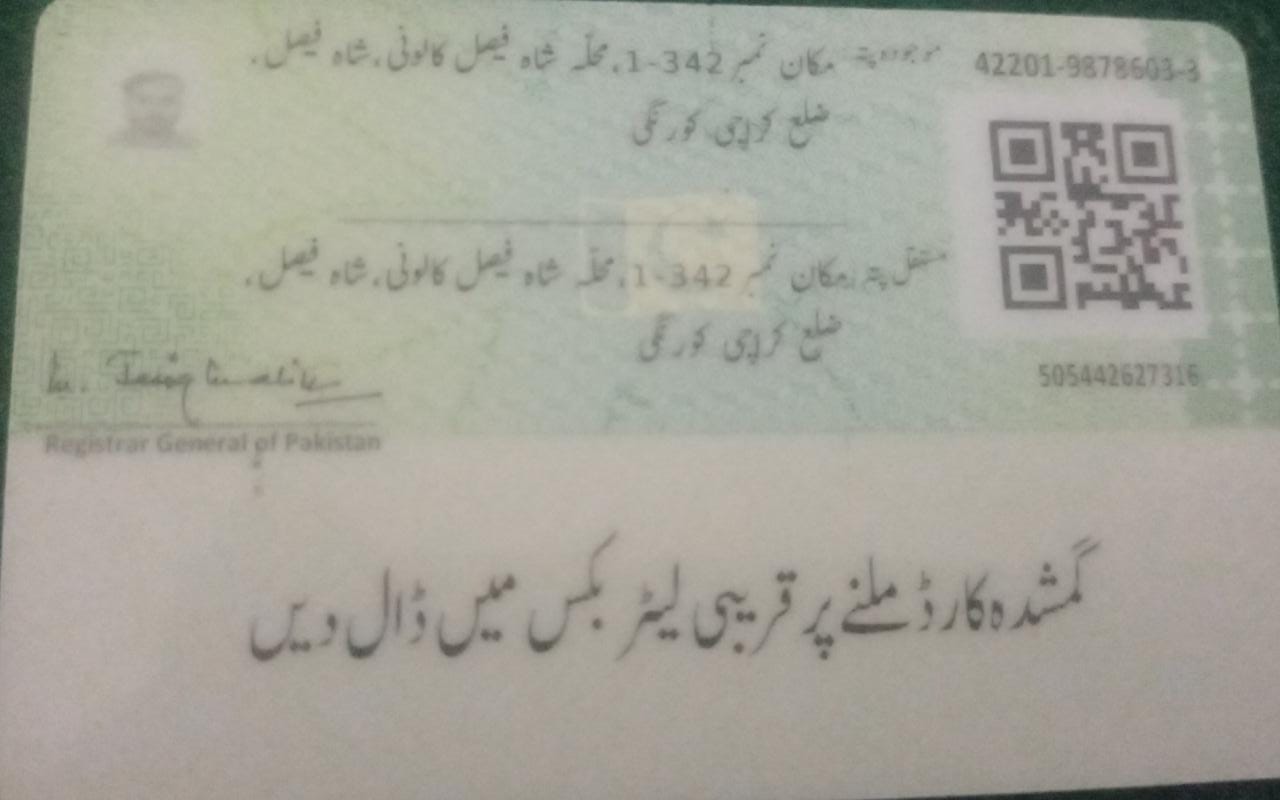 موجودہ پتہ مکان نمبر 342-1، محلّہ شاہ فیصل کالونی، شاہ فیصل،
ضلع کراچی کورنگی
42201-9878603-3
مستقل پتہ مکان نمبر 342-1، محلّہ شاہ فیصل کالونی، شاہ فیصل،
ضلع کراچی کورنگی
505442627316
Registrar General of Pakistan
گمشدہ کارڈ ملنے پر قریبی لیٹر بکس میں ڈال دیں